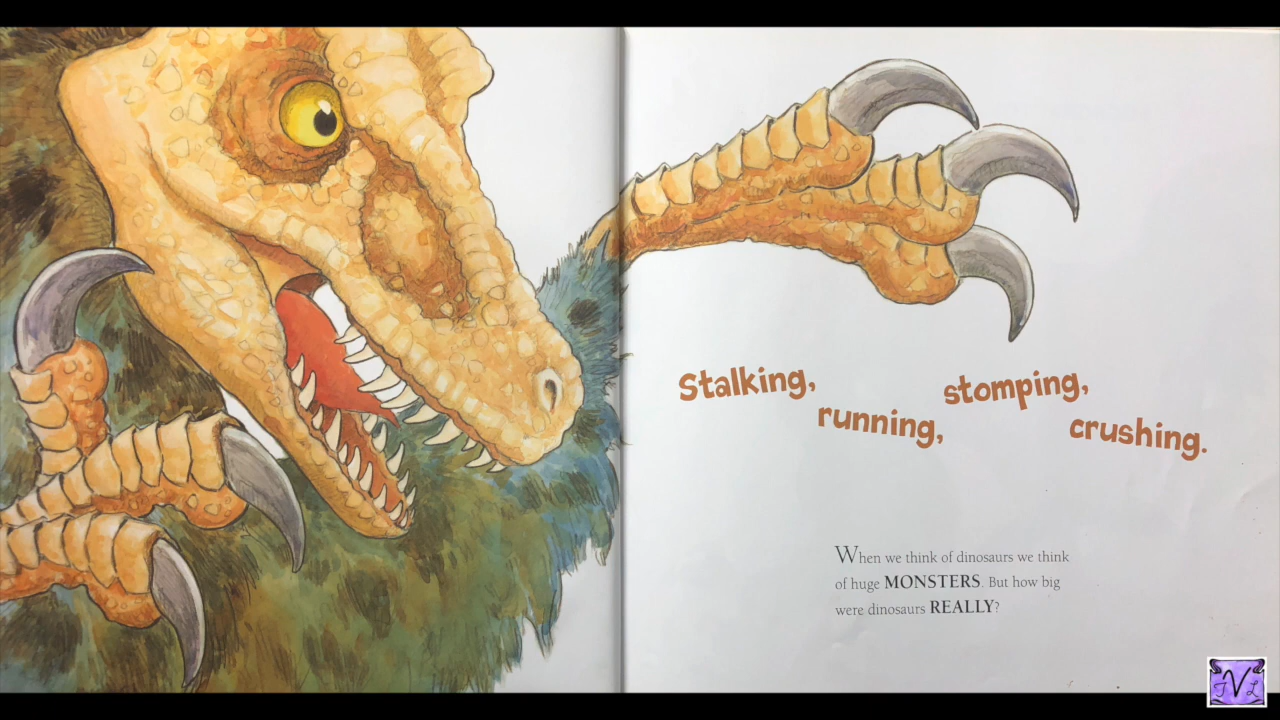 Stalking,
running,
stomping,
crushing.
When we think of dinosaurs we think
of huge MONSTERS. But how big
were dinosaurs REALLY?